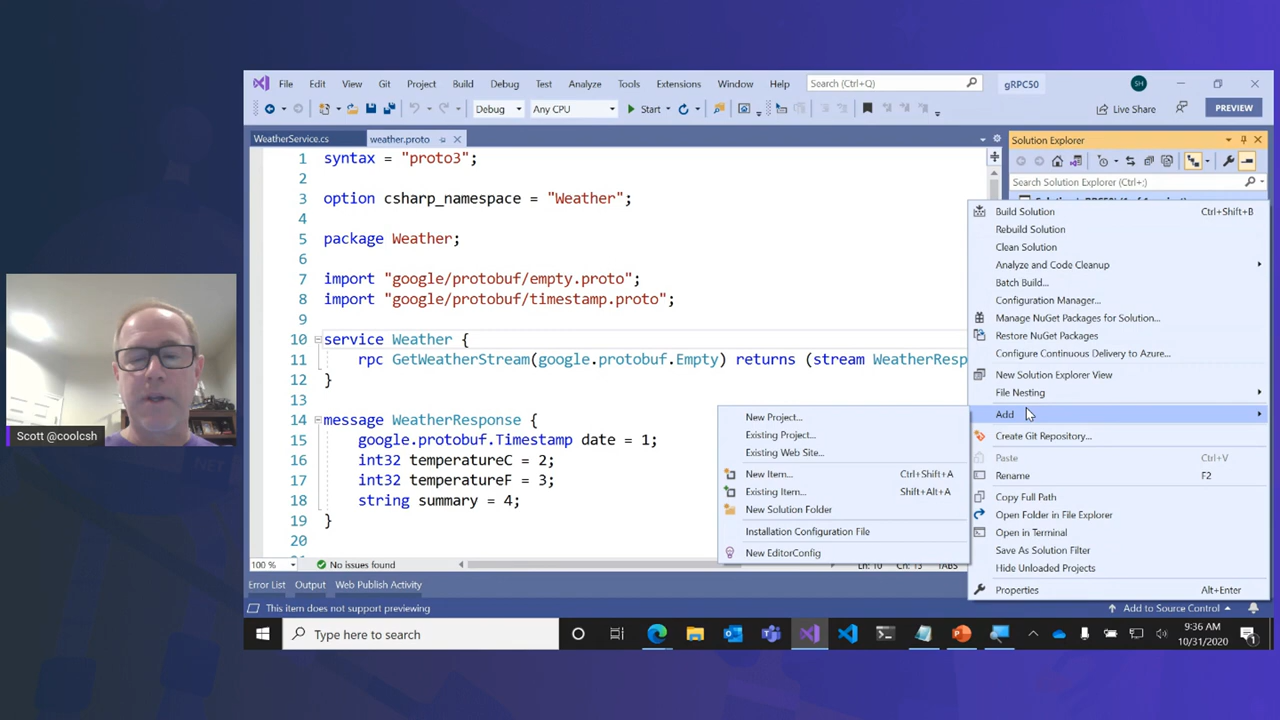 File Edit View Git Project Build Debug Test Analyze Tools Extensions Window Help Search (Ctrl+Q) gRPC50 SH
Debug Any CPU Start Live Share PREVIEW
WeatherService.cs weather.proto Solution Explorer
Search Solution Explorer (Ctrl+;)
1 syntax = "proto3";
2
3 option csharp_namespace = "Weather";
4
5 package Weather;
6
7 import "google/protobuf/empty.proto";
8 import "google/protobuf/timestamp.proto";
9
10 service Weather {
11 rpc GetWeatherStream(google.protobuf.Empty) returns (stream WeatherResp
12 }
13
14 message WeatherResponse {
15 google.protobuf.Timestamp date = 1;
16 int32 temperatureC = 2;
17 int32 temperatureF = 3;
18 string summary = 4;
19 }
20
Build Solution Ctrl+Shift+B
Rebuild Solution
Clean Solution
Analyze and Code Cleanup
Batch Build...
Configuration Manager...
Manage NuGet Packages for Solution...
Restore NuGet Packages
Configure Continuous Delivery to Azure...
New Solution Explorer View
File Nesting
Add
Create Git Repository...
Paste Ctrl+V
Rename F2
Copy Full Path
Open Folder in File Explorer
Open in Terminal
Save As Solution Filter
Hide Unloaded Projects
Properties Alt+Enter
New Project...
Existing Project...
Existing Web Site...
New Item... Ctrl+Shift+A
Existing Item... Shift+Alt+A
New Solution Folder
Installation Configuration File
New EditorConfig
Scott @coolcsh
.NET
100 % No issues found Ln: 10 Ch: 13 TABS
Error List Output Web Publish Activity
This item does not support previewing Add to Source Control
Type here to search 9:36 AM
10/31/2020
1